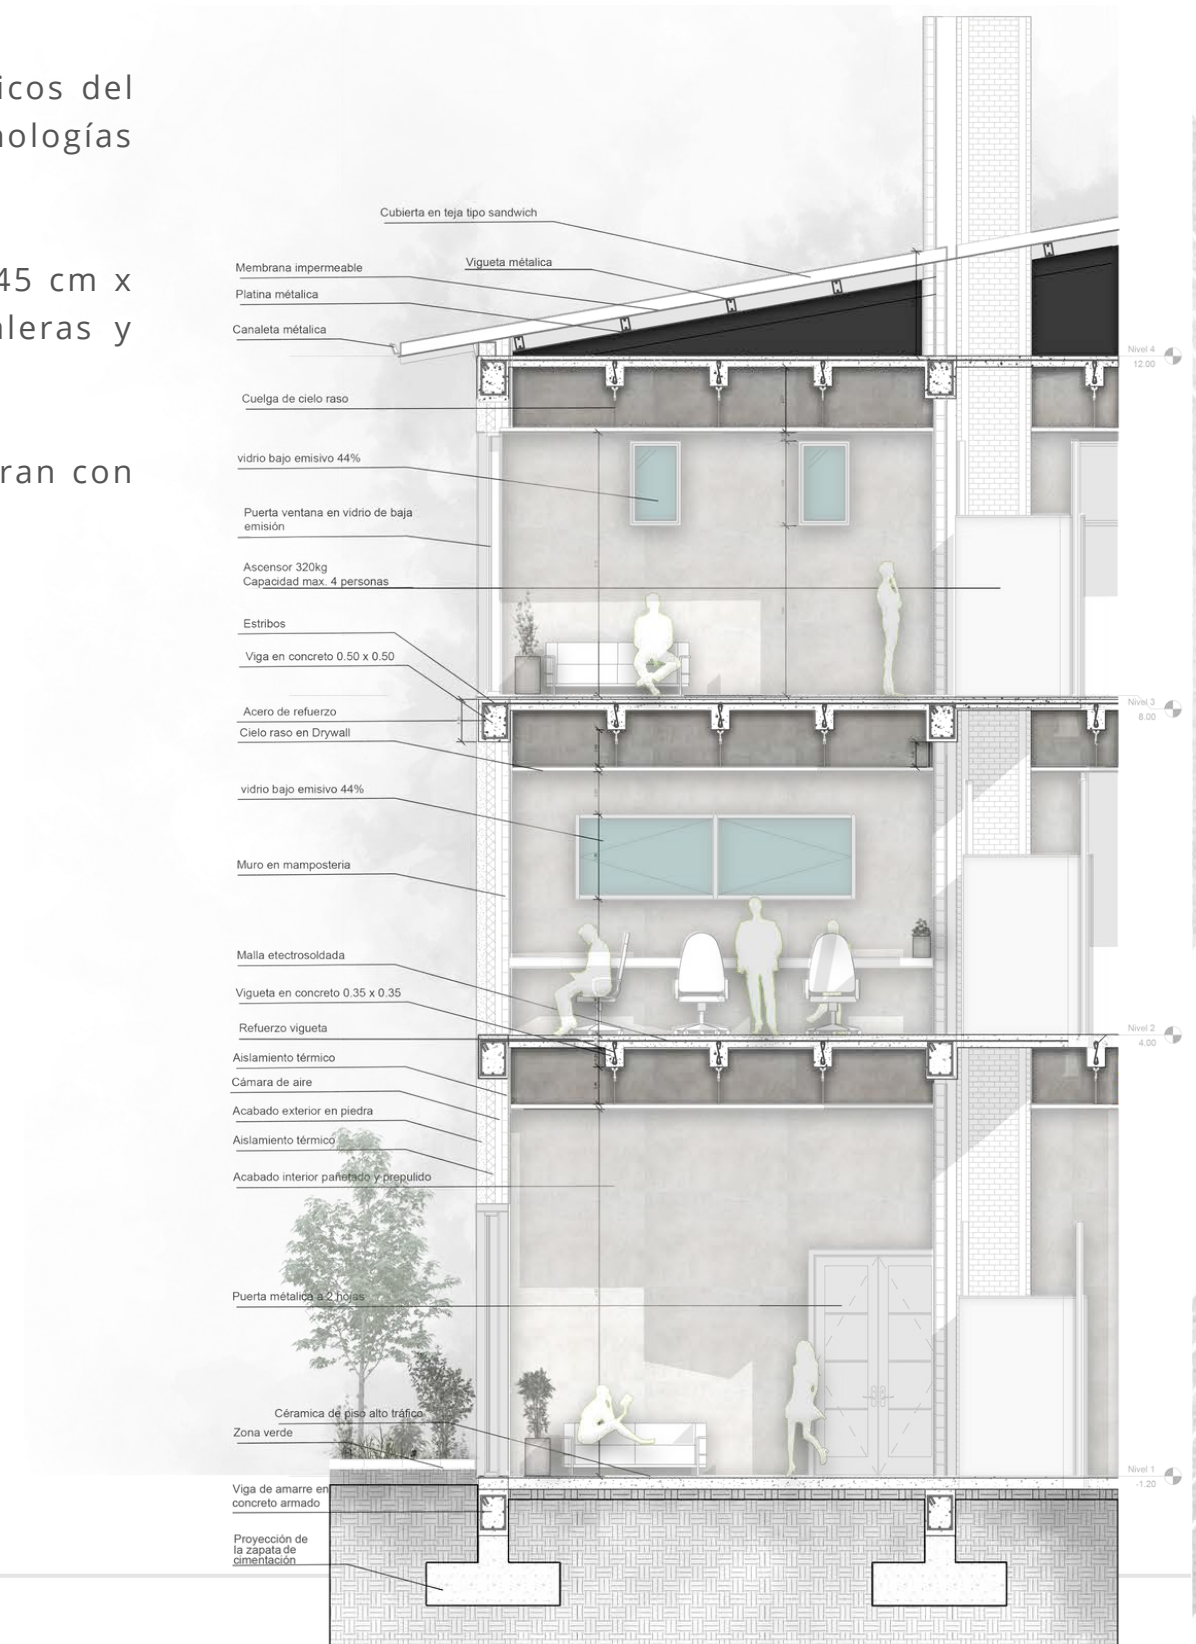 icos del
nologías
45 cm x
aleras y
ran con
Cubierta en teja tipo sandwich
Vigueta métalica
Membrana impermeable
Platina métalica
Canaleta métalica
Nivel 4
12.00
Cuelga de cielo raso
vidrio bajo emisivo 44%
Puerta ventana en vidrio de baja
emisión
Ascensor 320kg
Capacidad max. 4 personas
Estribos
Viga en concreto 0.50 x 0.50
Nivel 3
8.00
Acero de refuerzo
Cielo raso en Drywall
vidrio bajo emisivo 44%
Muro en mamposteria
Malla etectrosoldada
Vigueta en concreto 0.35 x 0.35
Refuerzo vigueta
Nivel 2
4.00
Aislamiento térmico
Cámara de aire
Acabado exterior en piedra
Aislamiento térmico
Acabado interior pañetado y prepulido
Puerta métalica a 2 hojas
Céramica de piso alto tráfico
Zona verde
Nivel 1
-1.20
Viga de amarre en
concreto armado
Proyección de
la zapata de
cimentación